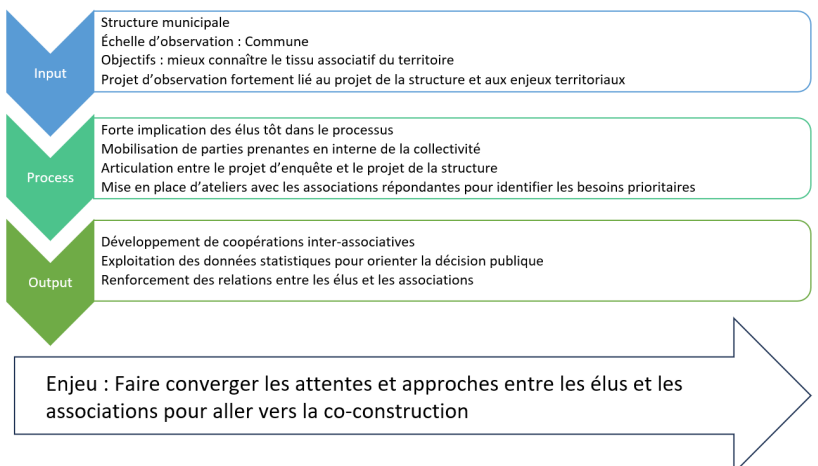 Input
Structure municipale
Échelle d’observation : Commune
Objectifs : mieux connaître le tissu associatif du territoire
Projet d’observation fortement lié au projet de la structure et aux enjeux territoriaux
Process
Forte implication des élus tôt dans le processus
Mobilisation de parties prenantes en interne de la collectivité
Articulation entre le projet d’enquête et le projet de la structure
Mise en place d’ateliers avec les associations répondantes pour identifier les besoins prioritaires
Output
Développement de coopérations inter-associatives
Exploitation des données statistiques pour orienter la décision publique
Renforcement des relations entre les élus et les associations
Enjeu : Faire converger les attentes et approches entre les élus et les
associations pour aller vers la co-construction